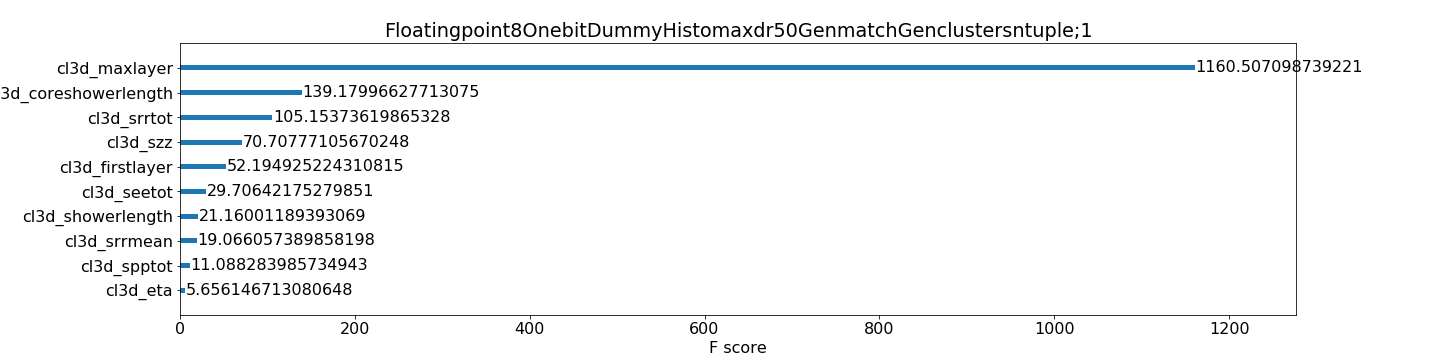 Floatingpoint8OnebitDummyHistomaxdr50GenmatchGenclustersntuple;1
cl3d_maxlayer 1160.507098739221
3d_coreshowerlength 139.17996627713075
cl3d_srrtot 105.15373619865328
cl3d_szz 70.70777105670248
cl3d_firstlayer 52.194925224310815
cl3d_seetot 29.70642175279851
cl3d_showerlength 21.16001189393069
cl3d_srrmean 19.066057389858198
cl3d_spptot 11.088283985734943
cl3d_eta 5.656146713080648
0 200 400 600 800 1000 1200
F score